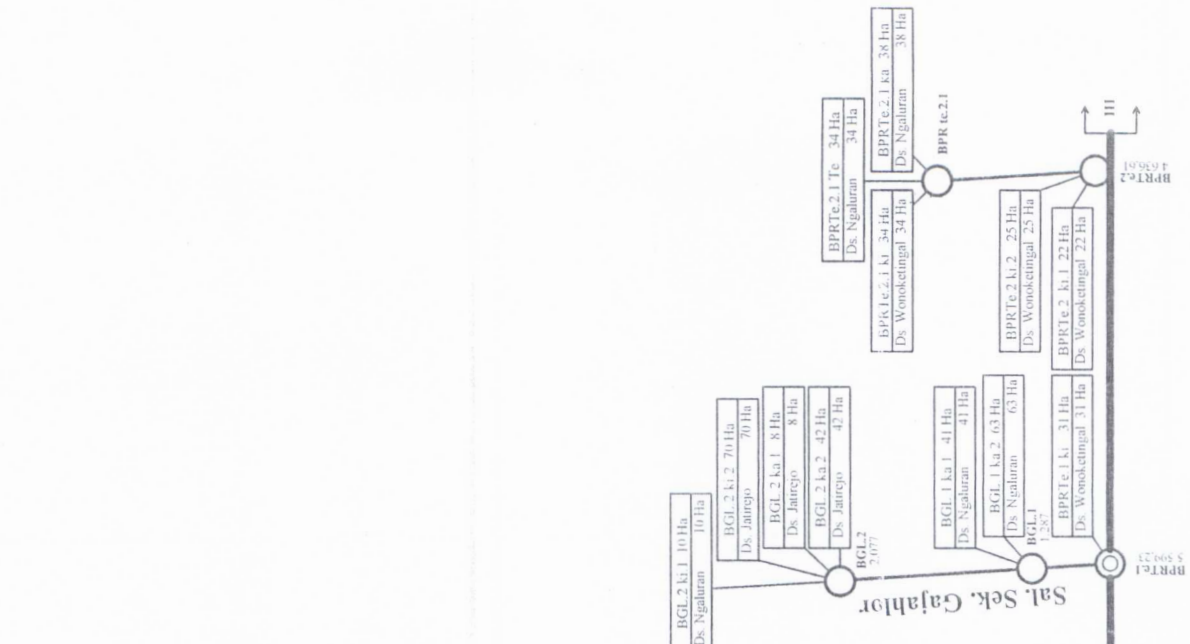 BGL.2 ki 1 10 Ha
Ds. Ngaluran 10 Ha
BGL.2 ki 2 70 Ha
Ds. Jatirejo 70 Ha
BGL.2 ka 1 8 Ha
Ds. Jatirejo 8 Ha
BGL.2 ka 2 42 Ha
Ds. Jatirejo 42 Ha
BGL.2
2.077
BGL.1 ka 1 41 Ha
Ds. Ngaluran 41 Ha
BGL.1 ka 2 63 Ha
Ds. Ngaluran 63 Ha
BGL.1
1.287
Sal. Sek. Gajahlor
BPRTe 1 ki 31 Ha
Ds. Wonoketingal 31 Ha
BPRTe.1
5.599,23
BPRTe.2.1 Te 34 Ha
Ds. Ngaluran 34 Ha
BPRTe.2.1 ki 34 Ha
Ds. Wonoketingal 34 Ha
BPRTe.2.1 ka 38 Ha
Ds. Ngaluran 38 Ha
BPR te.2.1
BPRTe 2 ki 2 25 Ha
Ds. Wonoketingal 25 Ha
BPRTe.2 ki.1 22 Ha
Ds. Wonoketingal 22 Ha
BPRTe.2
4.636,61
III